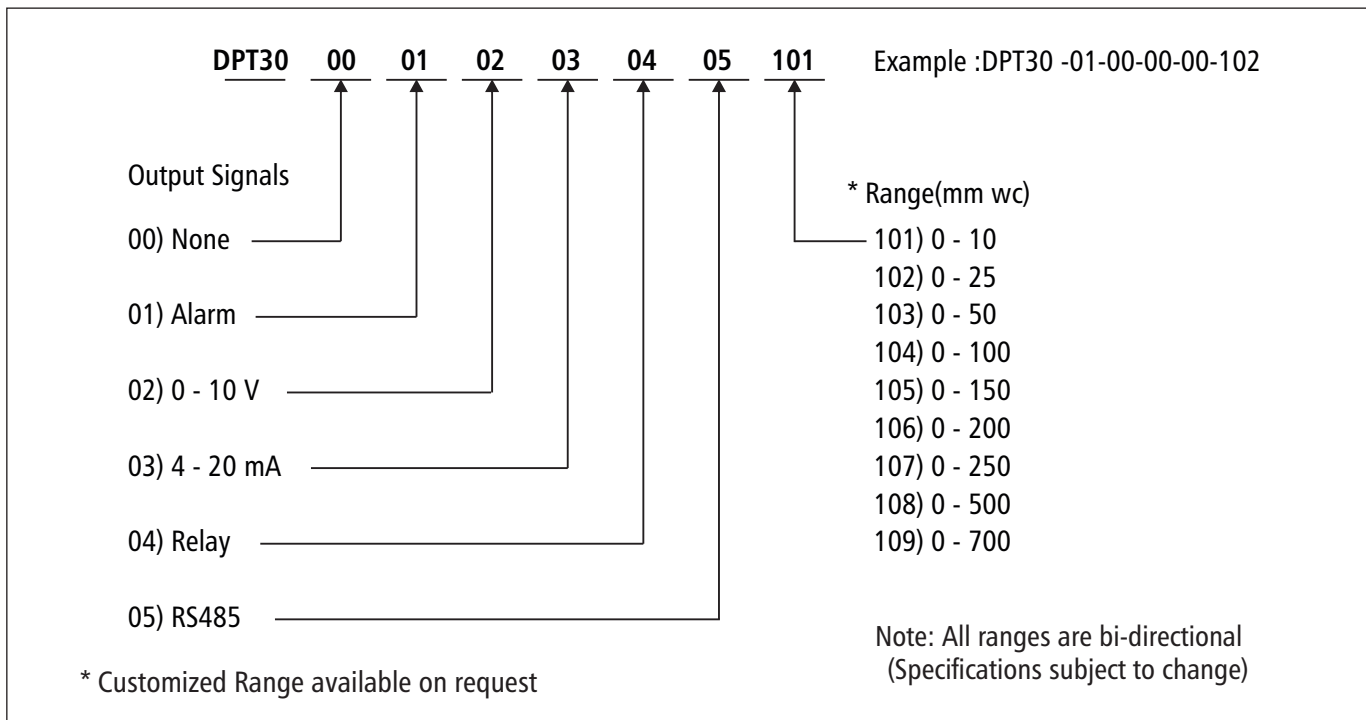 DPT30 00 01 02 03 04 05 101 Example :DPT30 -01-00-00-00-102
Output Signals
00) None
01) Alarm
02) 0 - 10 V
03) 4 - 20 mA
04) Relay
05) RS485
* Customized Range available on request
* Range(mm wc)
101) 0 - 10
102) 0 - 25
103) 0 - 50
104) 0 - 100
105) 0 - 150
106) 0 - 200
107) 0 - 250
108) 0 - 500
109) 0 - 700
Note: All ranges are bi-directional
(Specifications subject to change)